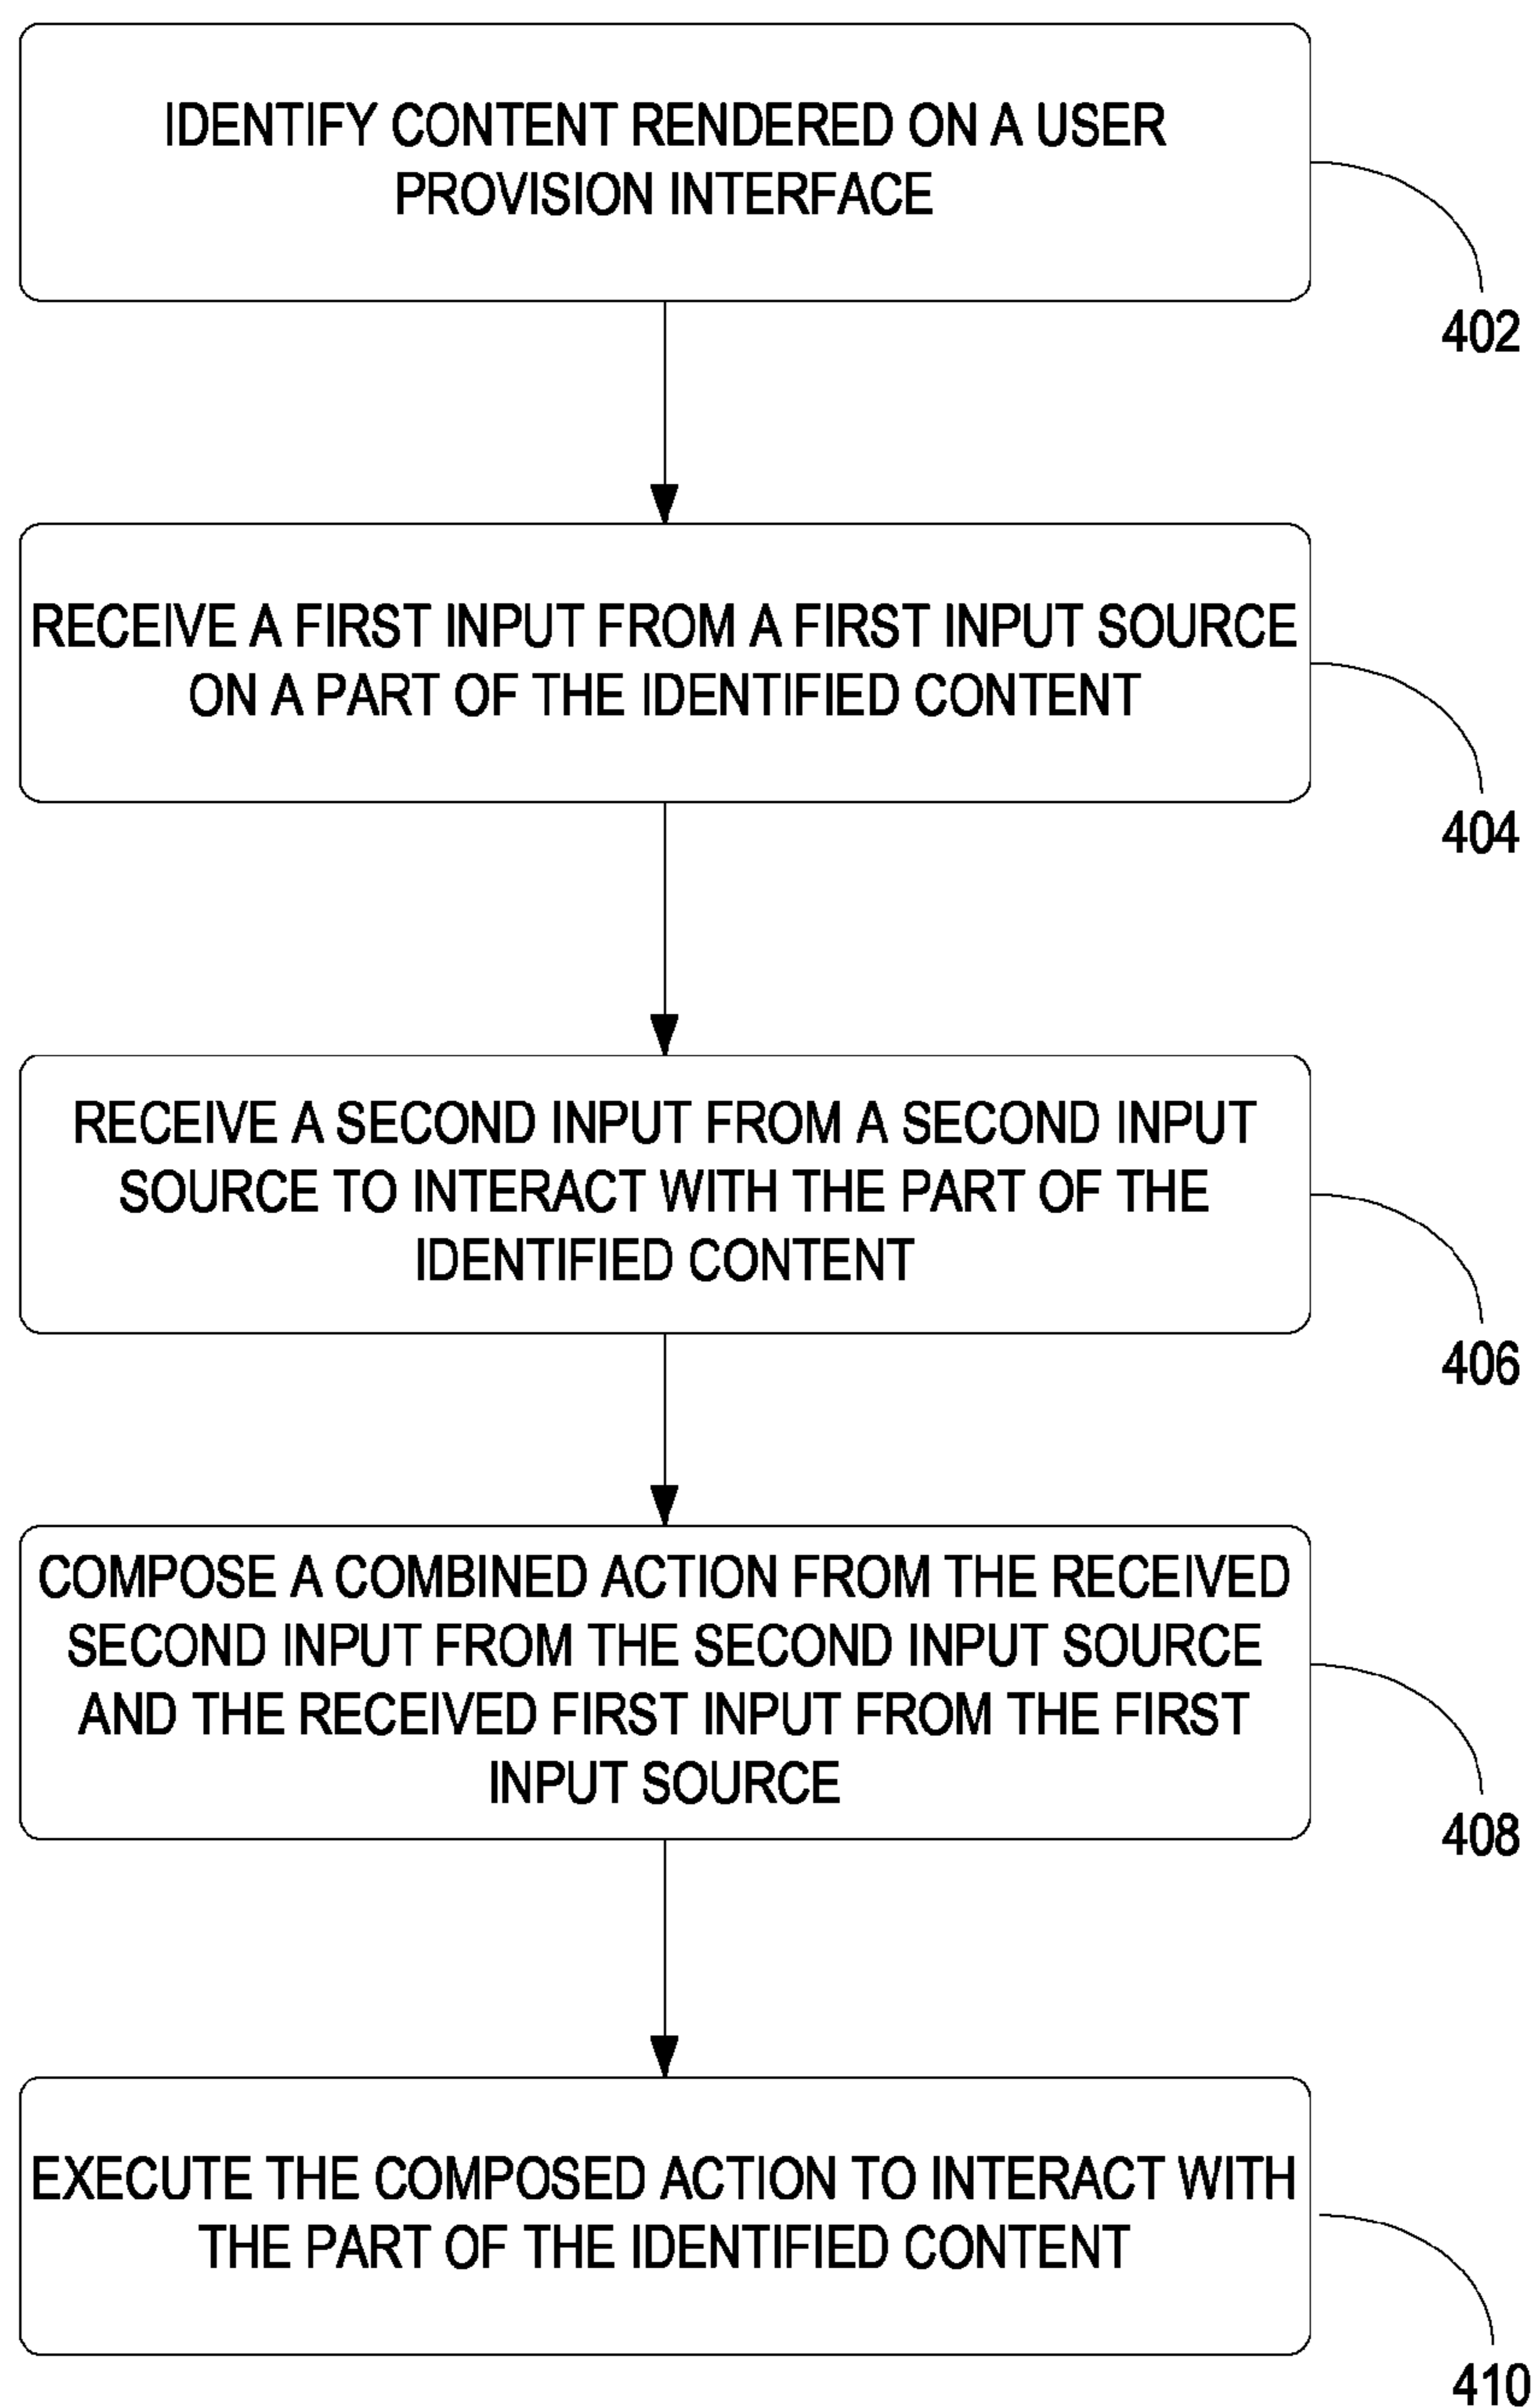 IDENTIFY CONTENT RENDERED ON A USER
PROVISION INTERFACE
402
RECEIVE A FIRST INPUT FROM A FIRST INPUT SOURCE
ON A PART OF THE IDENTIFIED CONTENT
404
RECEIVE A SECOND INPUT FROM A SECOND INPUT
SOURCE TO INTERACT WITH THE PART OF THE
IDENTIFIED CONTENT
406
COMPOSE A COMBINED ACTION FROM THE RECEIVED
SECOND INPUT FROM THE SECOND INPUT SOURCE
AND THE RECEIVED FIRST INPUT FROM THE FIRST
INPUT SOURCE
408
EXECUTE THE COMPOSED ACTION TO INTERACT WITH
THE PART OF THE IDENTIFIED CONTENT
410